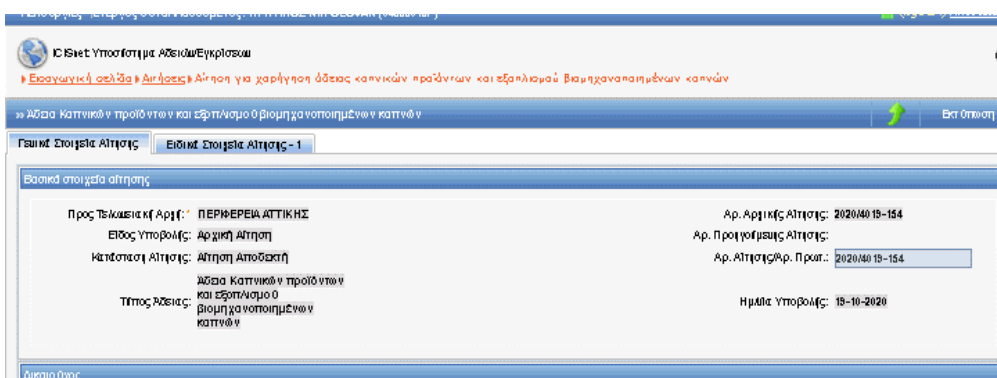 ICISnet: Υποσύστημα Αδειών/Εγκρίσεων
Εισαγωγική σελίδα Αιτήσεις Αίτηση για χορήγηση άδειας καπνικών προϊόντων και εξοπλισμού βιομηχανοποιημένων καπνών
»» Άδεια Καπνικών προϊόντων και εξοπλισμού βιομηχανοποιημένων καπνών Εκτύπωση
Γενικά Στοιχεία Αίτησης Ειδικά Στοιχεία Αίτησης - 1
Βασικά στοιχεία αίτησης
Προς Τελωνειακή Αρχή:* ΠΕΡΙΦΕΡΕΙΑ ΑΤΤΙΚΗΣ Αρ. Αρχικής Αίτησης: 2020/4019-154
Είδος Υποβολής: Αρχική Αίτηση Αρ. Προηγούμενης Αίτησης:
Κατάσταση Αίτησης: Αίτηση Αποδεκτή Αρ. Αίτησης/Αρ. Πρωτ.: 2020/4019-154
Τύπος Άδειας: Άδεια Καπνικών προϊόντων
και εξοπλισμού
βιομηχανοποιημένων
καπνών
Ημ/νία Υποβολής: 19-10-2020
Δικαιούχος